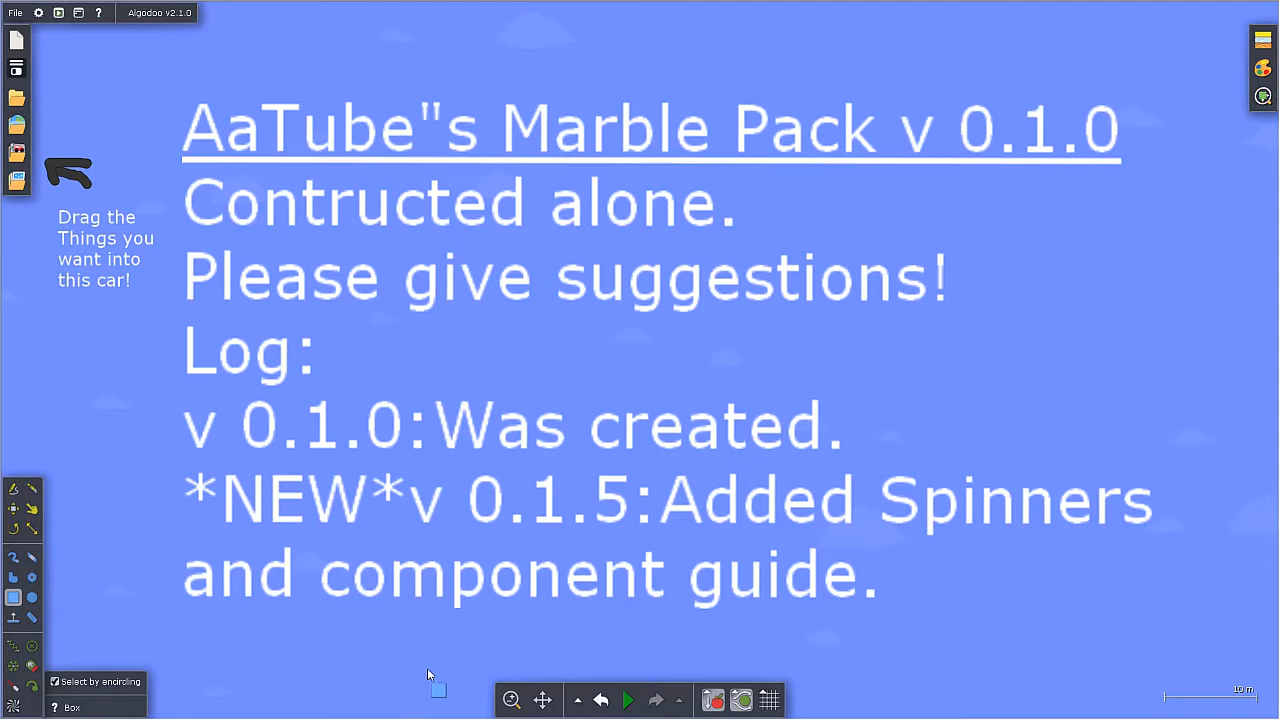 File ? Algodoo v2.1.0
AaTube"s Marble Pack v 0.1.0
Contructed alone.
Please give suggestions!
Log:
v 0.1.0:Was created.
*NEW*v 0.1.5:Added Spinners
and component guide.
Drag the
Things you
want into
this car!
Select by encircling
? Box
10 m